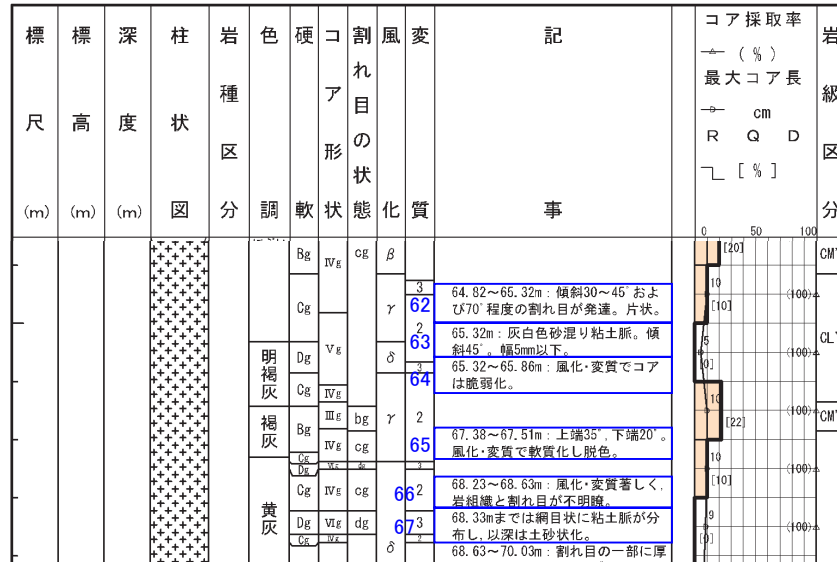 標尺(m)
標高(m)
深度(m)
柱状図
岩種区分
色調
硬軟
コア形状
割れ目の状態
風化
変質
記事
コア採取率
(%)
最大コア長
cm
R Q D
[%]
岩級区分
0 50 100
Bg
Cg
Dg
Cg
Bg
Cg
Dg
Cg
Dg
Cg
明褐灰
褐灰
黄灰
Ⅳg
Ⅴg
Ⅳg
Ⅲg
Ⅳg
Ⅵg
Ⅳg
Ⅵg
Ⅳg
cg
bg
cg
dg
cg
dg
β
γ
δ
γ
δ
3
2
3
2
3
2
3
2
62
64.82~65.32m:傾斜30~45°およ
び70°程度の割れ目が発達。片状。
63
65.32m:灰白色砂混り粘土脈。傾
斜45°。幅5mm以下。
64
65.32~65.86m:風化・変質でコア
は脆弱化。
65
67.38~67.51m:上端35°,下端20°。
風化・変質で軟質化し脱色。
66
68.23~68.63m:風化・変質著しく,
岩組織と割れ目が不明瞭。
67
68.33mまでは網目状に粘土脈が分
布し,以深は土砂状化。
68.63~70.03m:割れ目の一部に厚
[20]
10
(100)
[10]
5
(100)
[0]
10
(100)
[22]
10
(100)
[10]
9
(100)
[0]
CM'
CL'
CM'